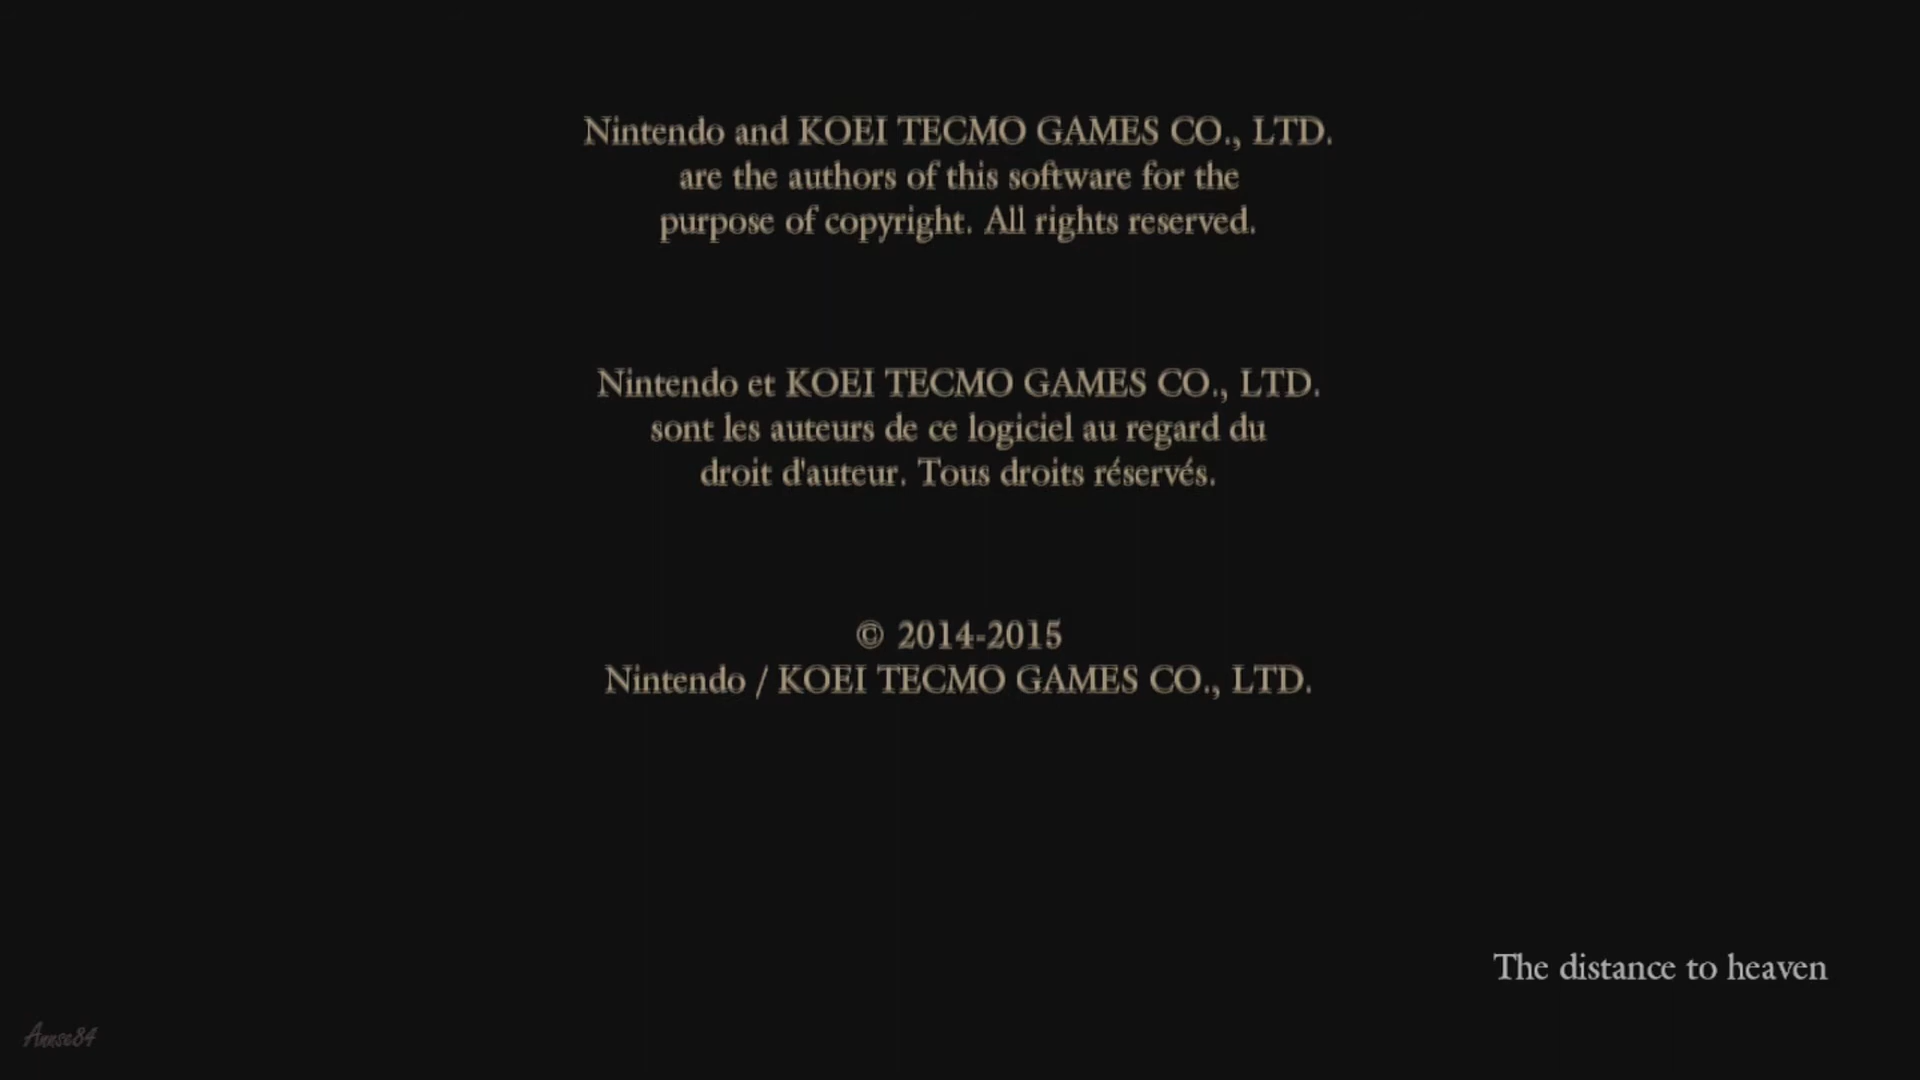 Nintendo and KOEI TECMO GAMES CO., LTD.
are the authors of this software for the
purpose of copyright. All rights reserved.
Nintendo et KOEI TECMO GAMES CO., LTD.
sont les auteurs de ce logiciel au regard du
droit d'auteur. Tous droits réservés.
© 2014-2015
Nintendo / KOEI TECMO GAMES CO., LTD.
The distance to heaven
Annse84